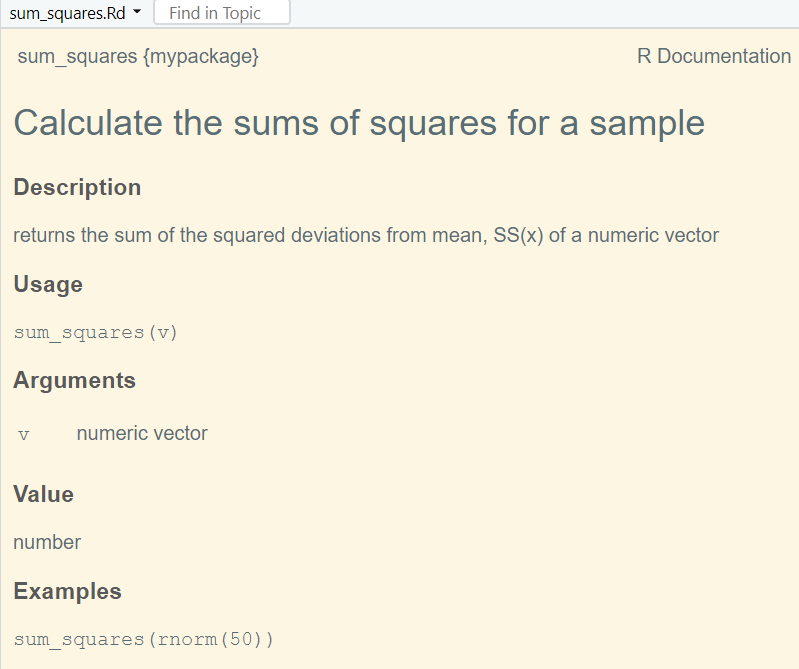 sum_squares.Rd Find in Topic
sum_squares {mypackage} R Documentation
Calculate the sums of squares for a sample
Description
returns the sum of the squared deviations from mean, SS(x) of a numeric vector
Usage
sum_squares(v)
Arguments
v numeric vector
Value
number
Examples
sum_squares(rnorm(50))